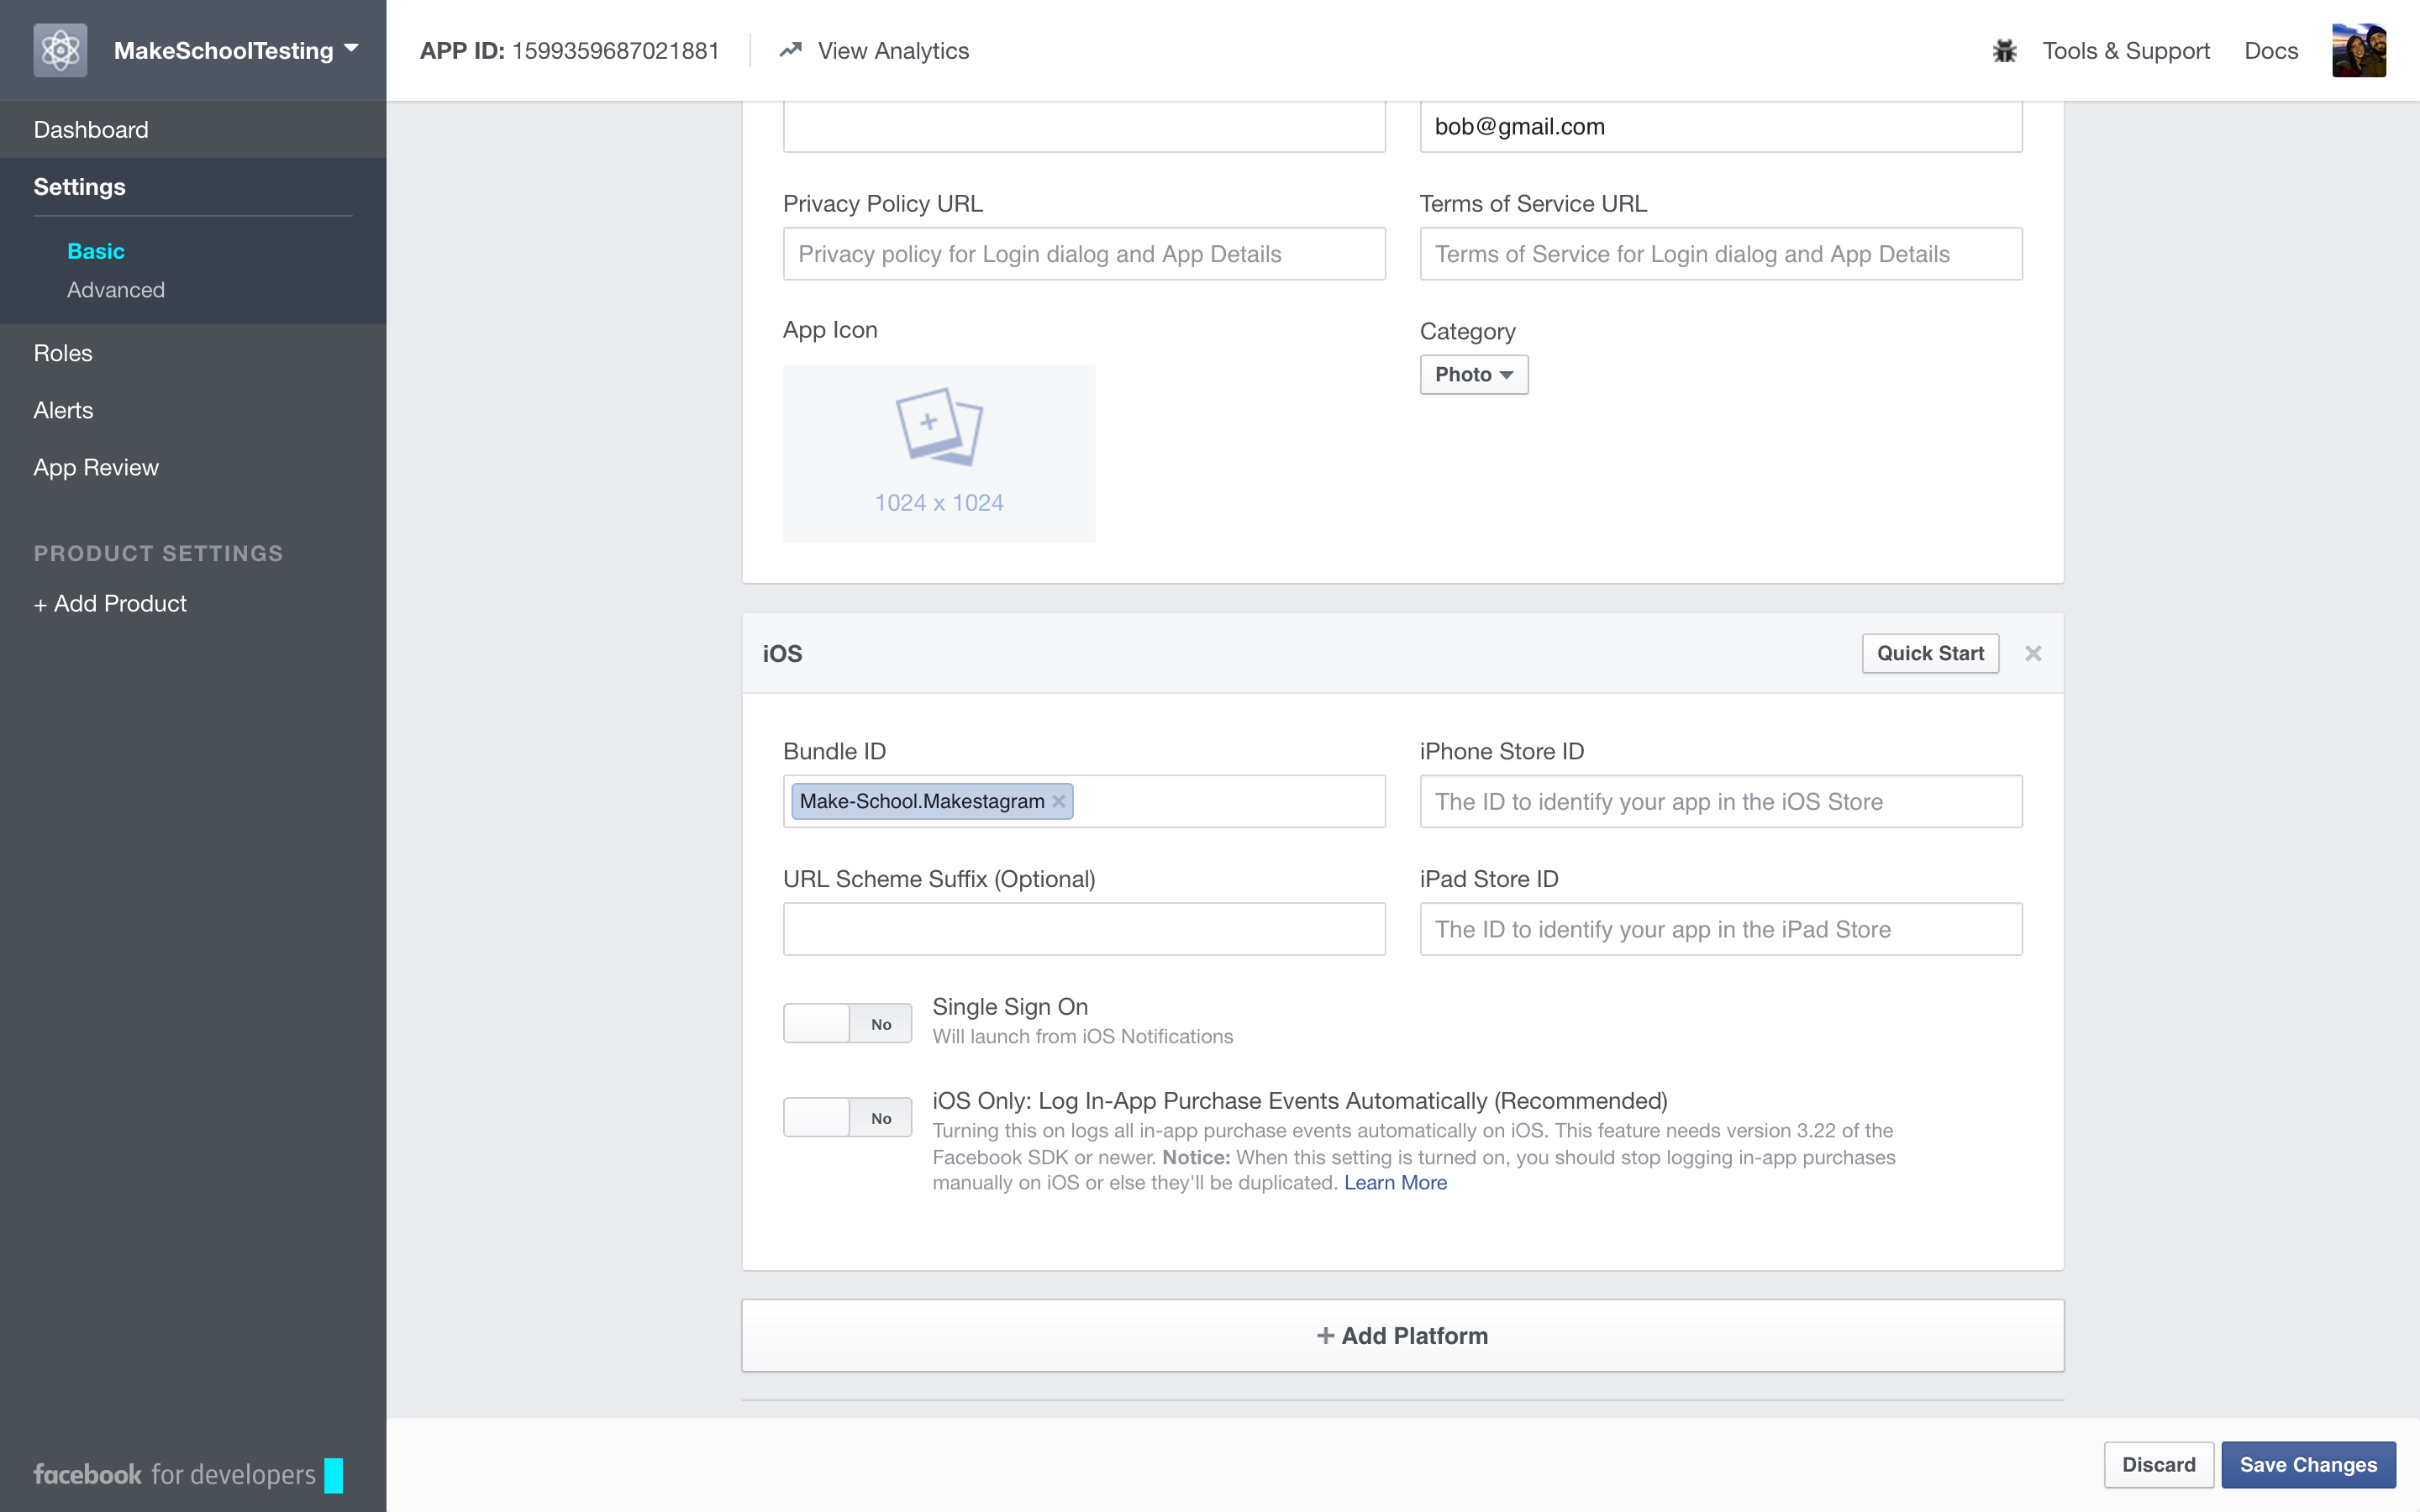 MakeSchoolTesting
APP ID: 1599359687021881
View Analytics
Tools & Support
Docs
Dashboard
Settings
Basic
Advanced
Roles
Alerts
App Review
PRODUCT SETTINGS
+ Add Product
facebook for developers
bob@gmail.com
Privacy Policy URL
Terms of Service URL
Privacy policy for Login dialog and App Details
Terms of Service for Login dialog and App Details
App Icon
Category
Photo
1024 x 1024
iOS
Quick Start
Bundle ID
iPhone Store ID
Make-School.Makestagram
The ID to identify your app in the iOS Store
URL Scheme Suffix (Optional)
iPad Store ID
The ID to identify your app in the iPad Store
No
Single Sign On
Will launch from iOS Notifications
No
iOS Only: Log In-App Purchase Events Automatically (Recommended)
Turning this on logs all in-app purchase events automatically on iOS. This feature needs version 3.22 of the
Facebook SDK or newer. Notice: When this setting is turned on, you should stop logging in-app purchases
manually on iOS or else they'll be duplicated. Learn More
+ Add Platform
Discard
Save Changes